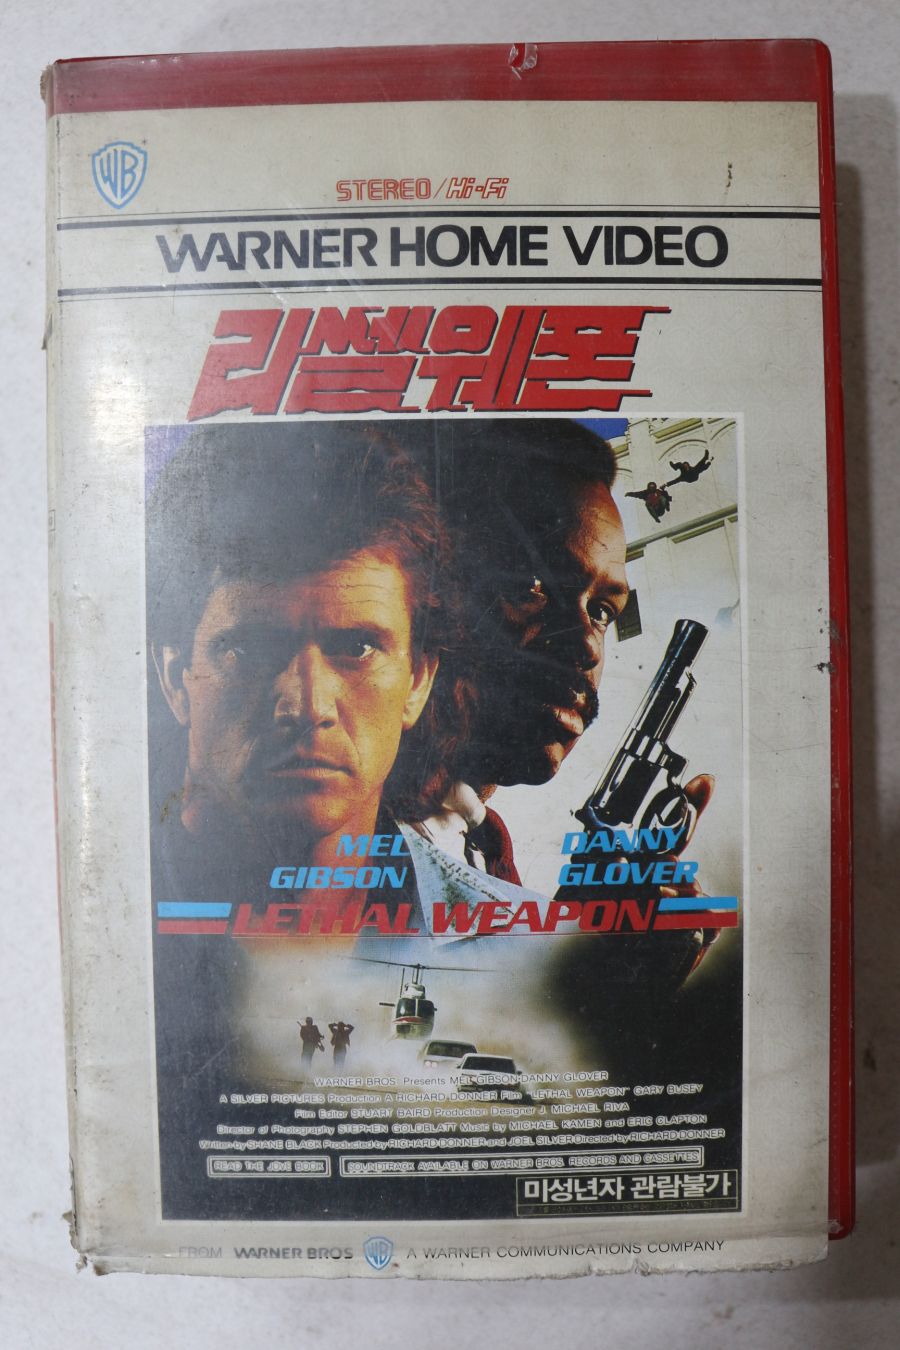 WB
STEREO/Hi-Fi
WARNER HOME VIDEO
리쎌웨폰
MEL GIBSON
DANNY GLOVER
LETHAL WEAPON
WARNER BROS. Presents MEL GIBSON·DANNY GLOVER
A SILVER PICTURES Production A RICHARD DONNER Film "LETHAL WEAPON" GARY BUSEY
Film Editor STUART BAIRD Production Designer J. MICHAEL RIVA
Director of Photography STEPHEN GOLDBLATT Music by MICHAEL KAMEN and ERIC CLAPTON
Written by SHANE BLACK Produced by RICHARD DONNER and JOEL SILVER Directed by RICHARD DONNER
READ THE JOVE BOOK
SOUNDTRACK AVAILABLE ON WARNER BROS. RECORDS AND CASSETTES
미성년자 관람불가
FROM WARNER BROS WB A WARNER COMMUNICATIONS COMPANY